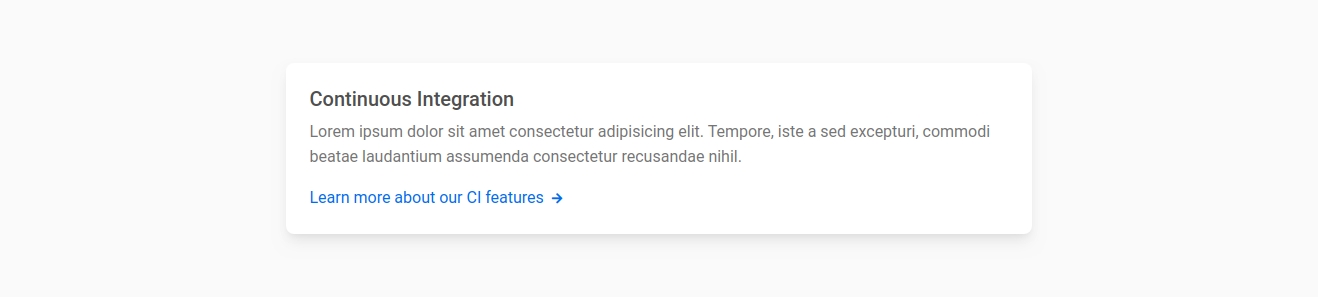 Continuous Integration
Lorem ipsum dolor sit amet consectetur adipisicing elit. Tempore, iste a sed excepturi, commodi
beatae laudantium assumenda consectetur recusandae nihil.
Learn more about our CI features →